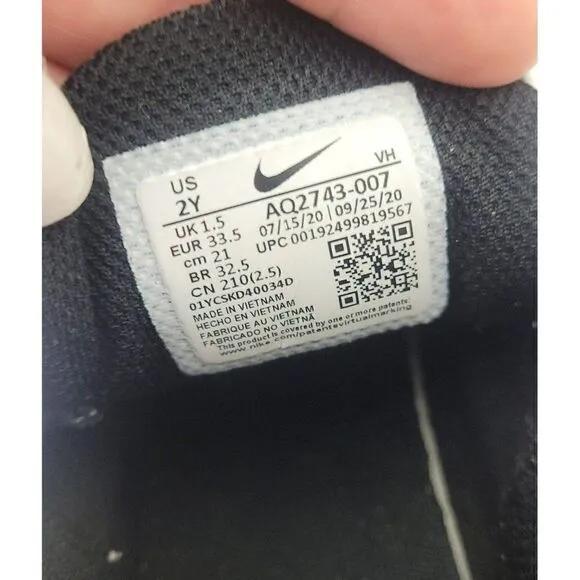 US
2Y
VH
UK 1.5
EUR 33.5
cm 21
BR 32.5
CN 210(2.5)
AQ2743-007
07/15/20 | 09/25/20
UPC 00192499819567
01YCSKD40034D
MADE IN VIETNAM
HECHO EN VIETNAM
FABRIQUE AU VIETNAM
FABRICADO NO VIETNÃ
This product is covered by one or more patents:
www.nike.com/patentsvirtualmarking